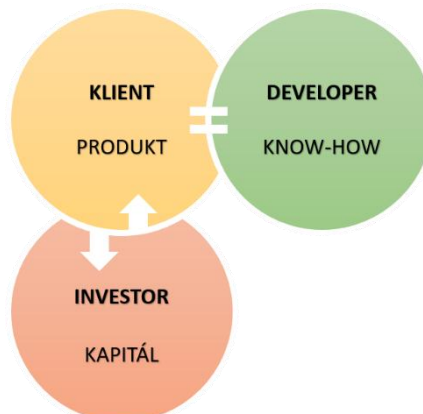 KLIENT
PRODUKT
DEVELOPER
KNOW-HOW
INVESTOR
KAPITÁL